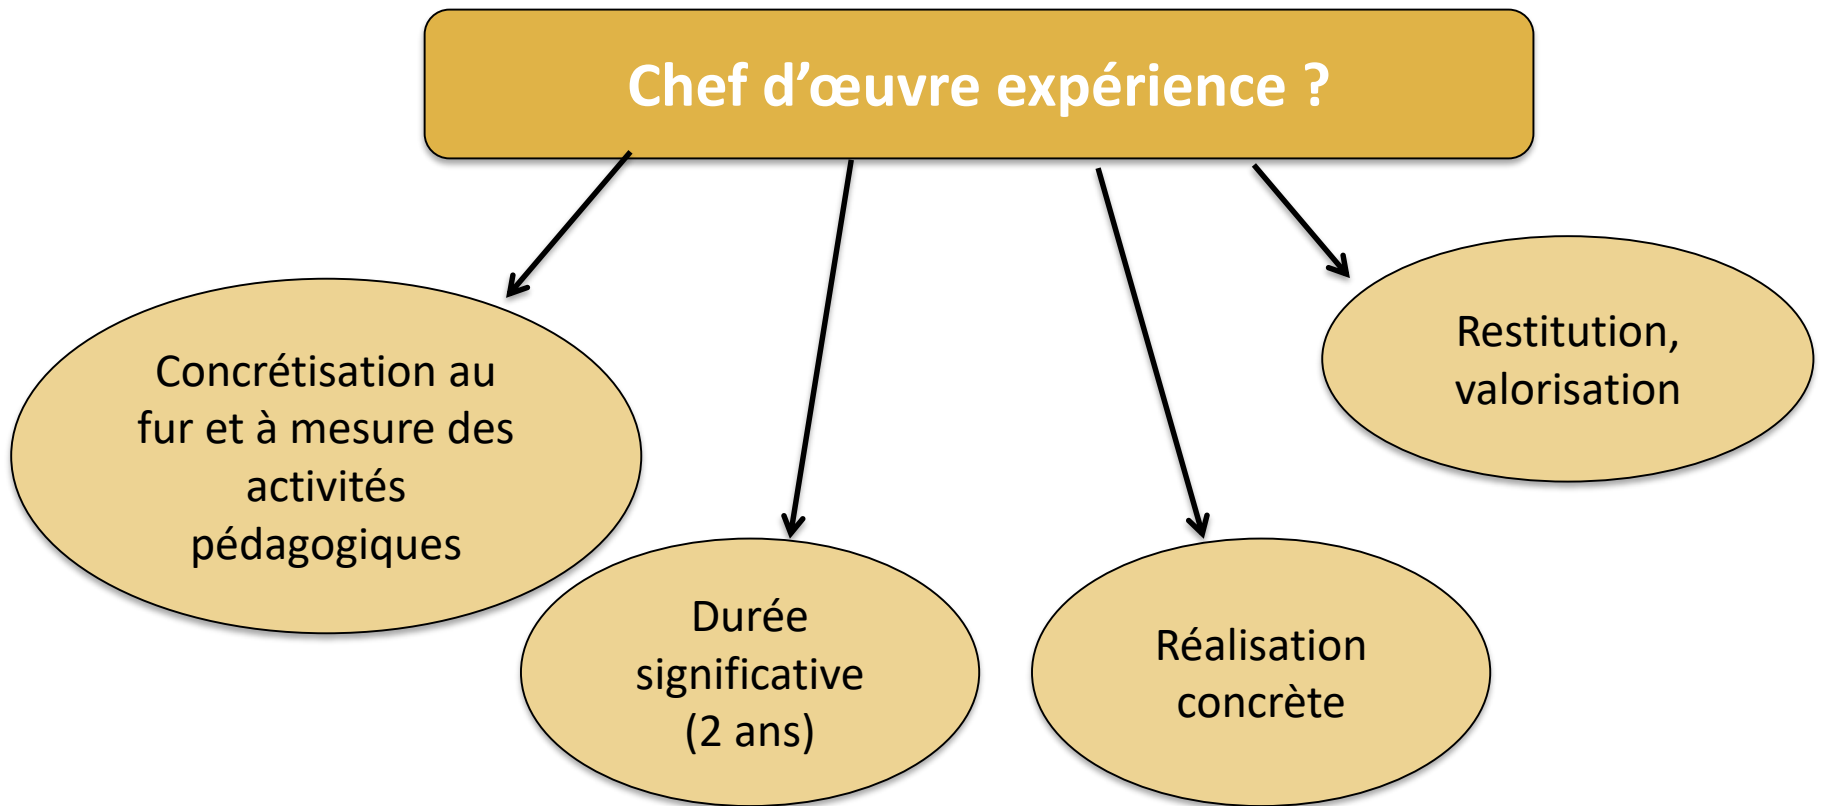 Chef d’œuvre expérience ?
Concrétisation au
fur et à mesure des
activités
pédagogiques
Durée
significative
(2 ans)
Réalisation
concrète
Restitution,
valorisation